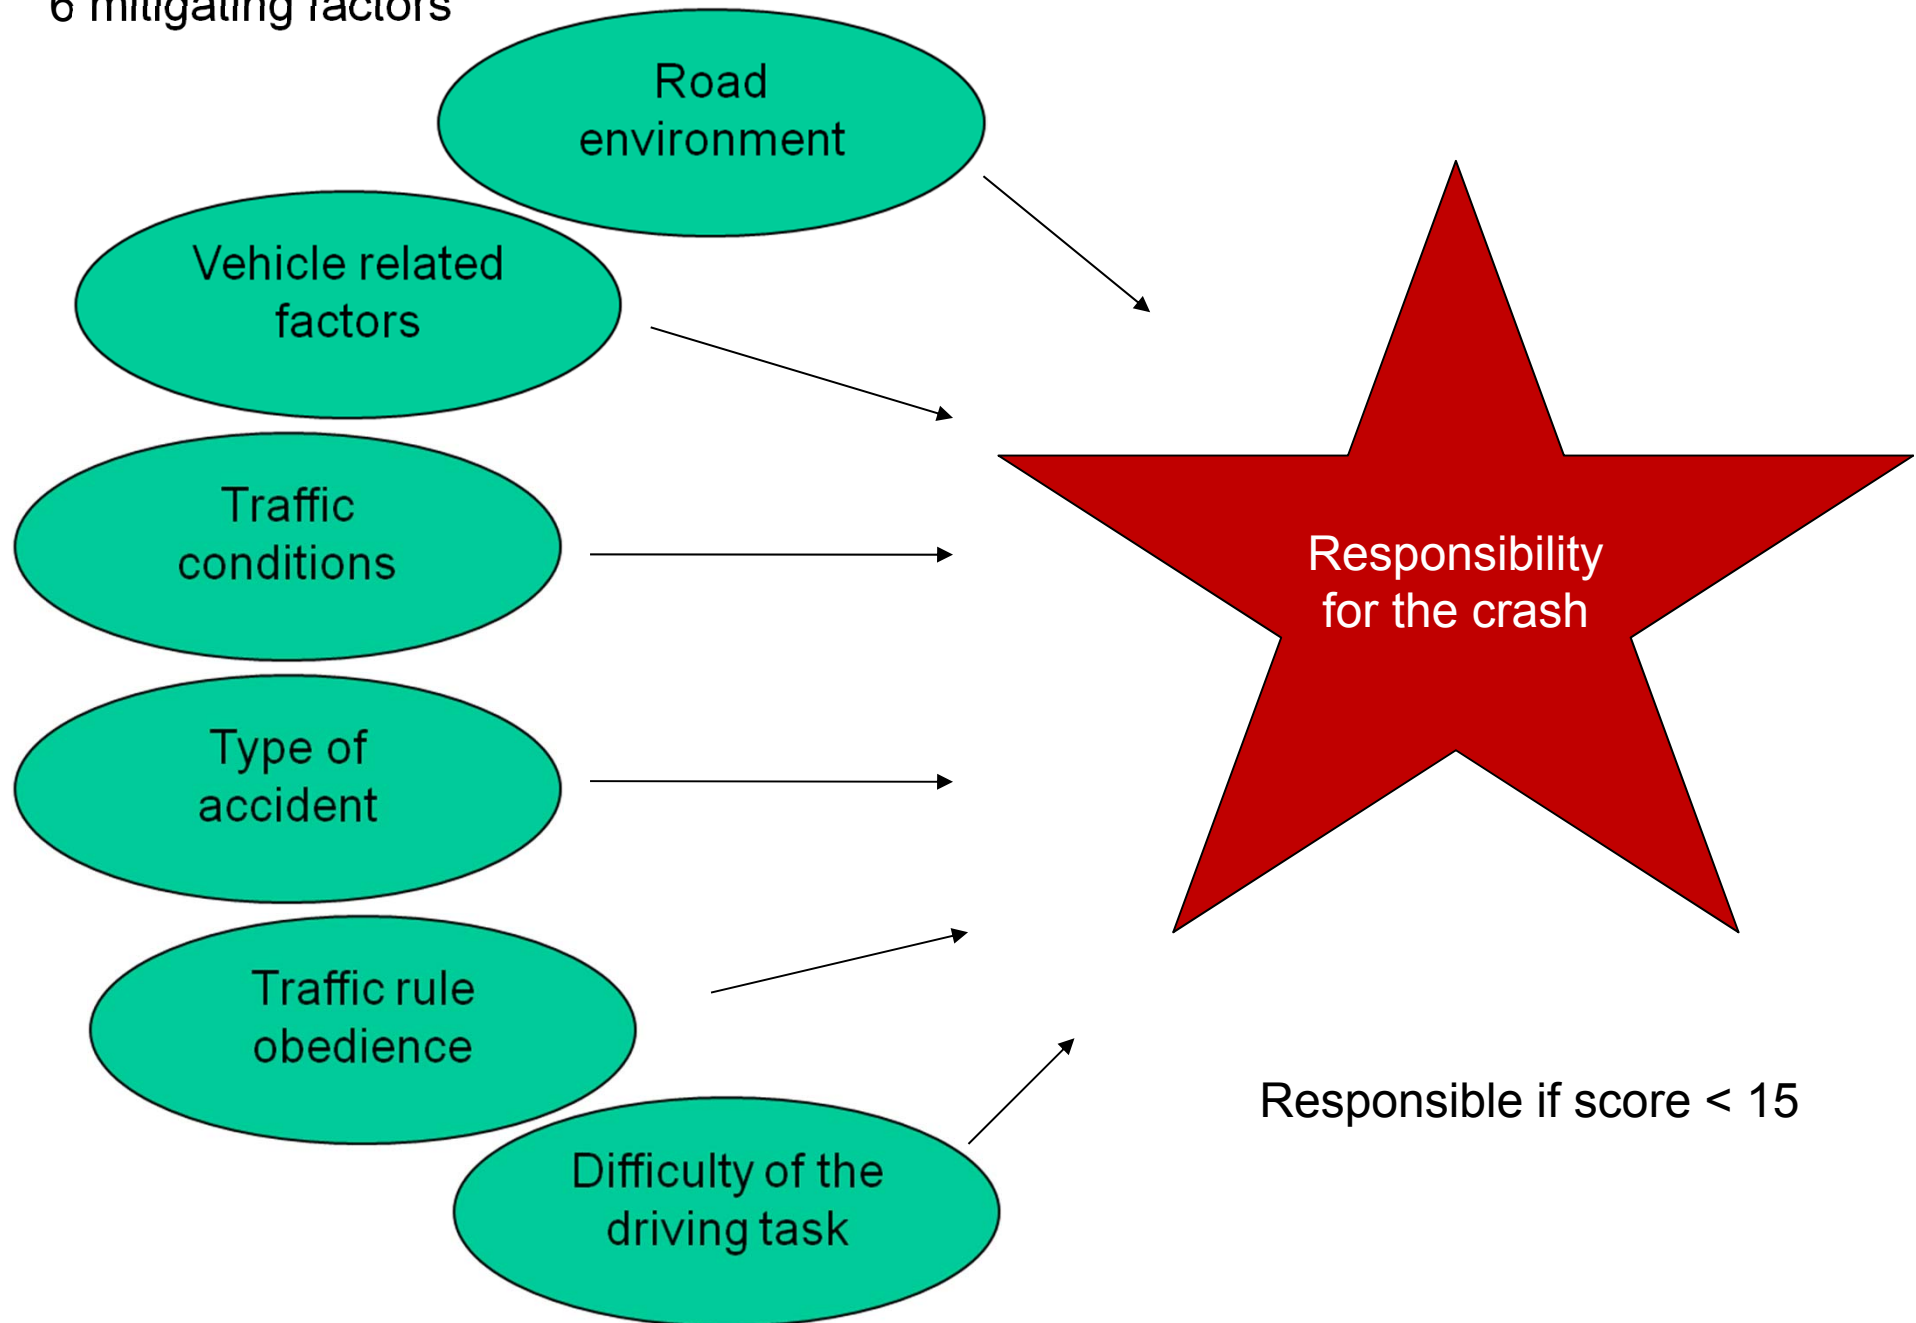 6 mitigating factors
Road
environment
Vehicle related
factors
Traffic
conditions
Type of
accident
Traffic rule
obedience
Difficulty of the
driving task
Responsibility
for the crash
Responsible if score < 15